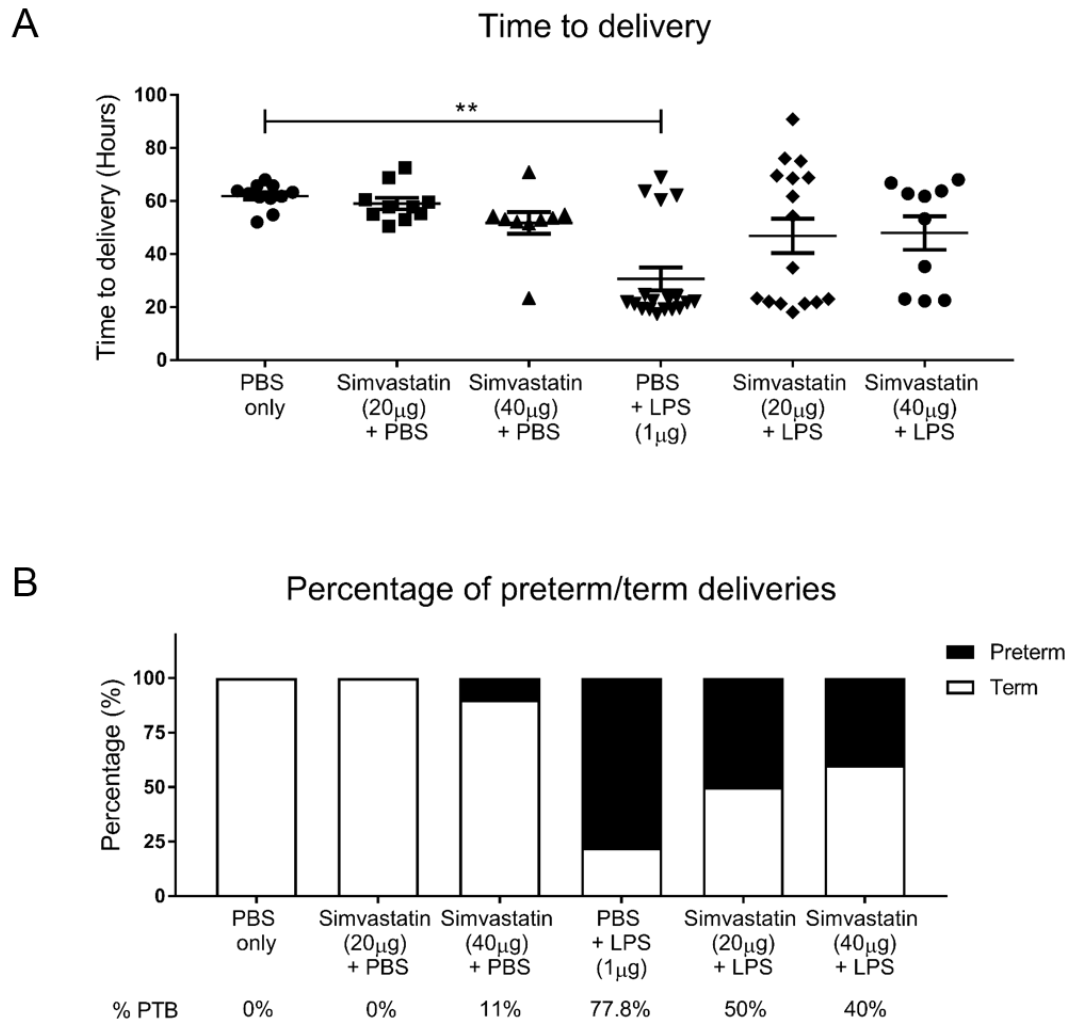 A
Time to delivery
Time to delivery (Hours)
100
80
60
40
20
0
**
PBS only
Simvastatin (20μg) + PBS
Simvastatin (40μg) + PBS
PBS + LPS (1μg)
Simvastatin (20μg) + LPS
Simvastatin (40μg) + LPS
B
Percentage of preterm/term deliveries
Percentage (%)
100
75
50
25
0
Preterm
Term
PBS only
Simvastatin (20μg) + PBS
Simvastatin (40μg) + PBS
PBS + LPS (1μg)
Simvastatin (20μg) + LPS
Simvastatin (40μg) + LPS
% PTB 0% 0% 11% 77.8% 50% 40%